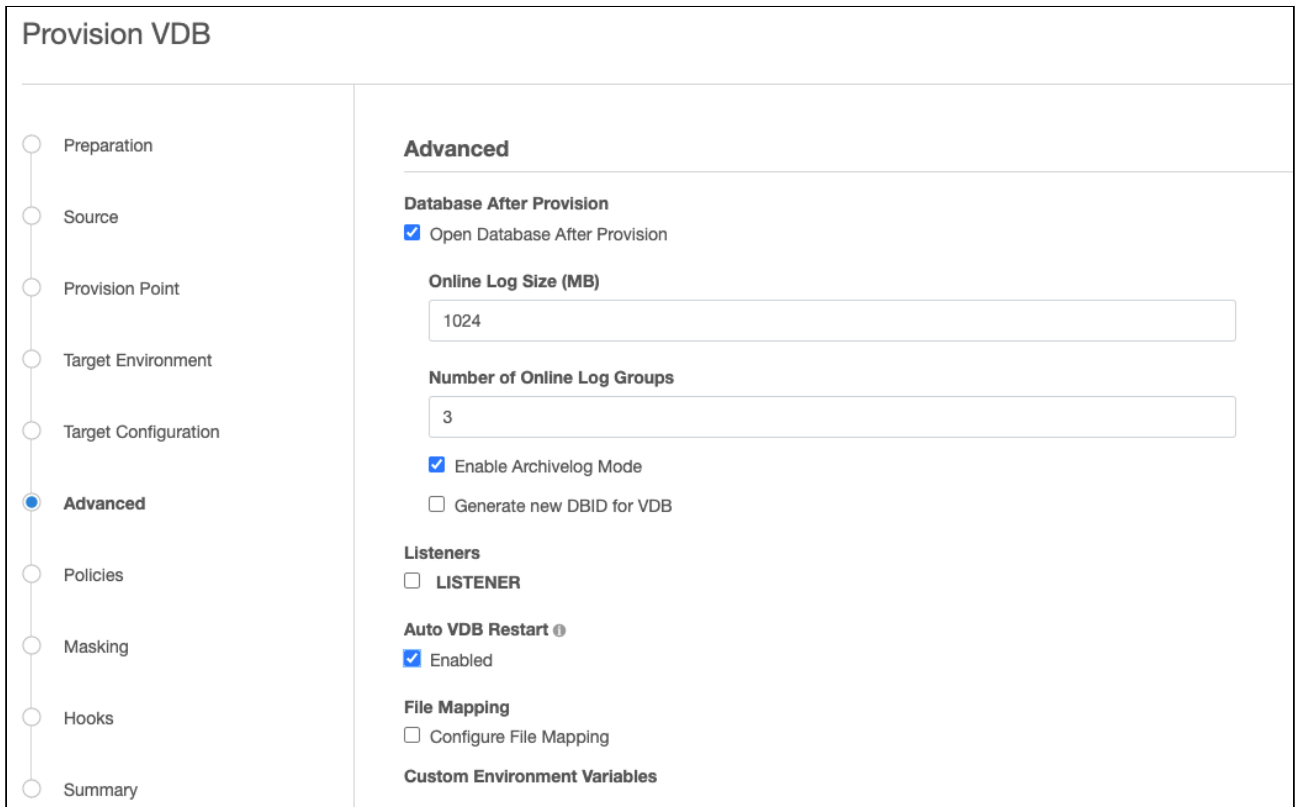 Provision VDB
Preparation
Source
Provision Point
Target Environment
Target Configuration
Advanced
Policies
Masking
Hooks
Summary
Advanced
Database After Provision
Open Database After Provision
Online Log Size (MB)
1024
Number of Online Log Groups
3
Enable Archivelog Mode
Generate new DBID for VDB
Listeners
LISTENER
Auto VDB Restart
Enabled
File Mapping
Configure File Mapping
Custom Environment Variables